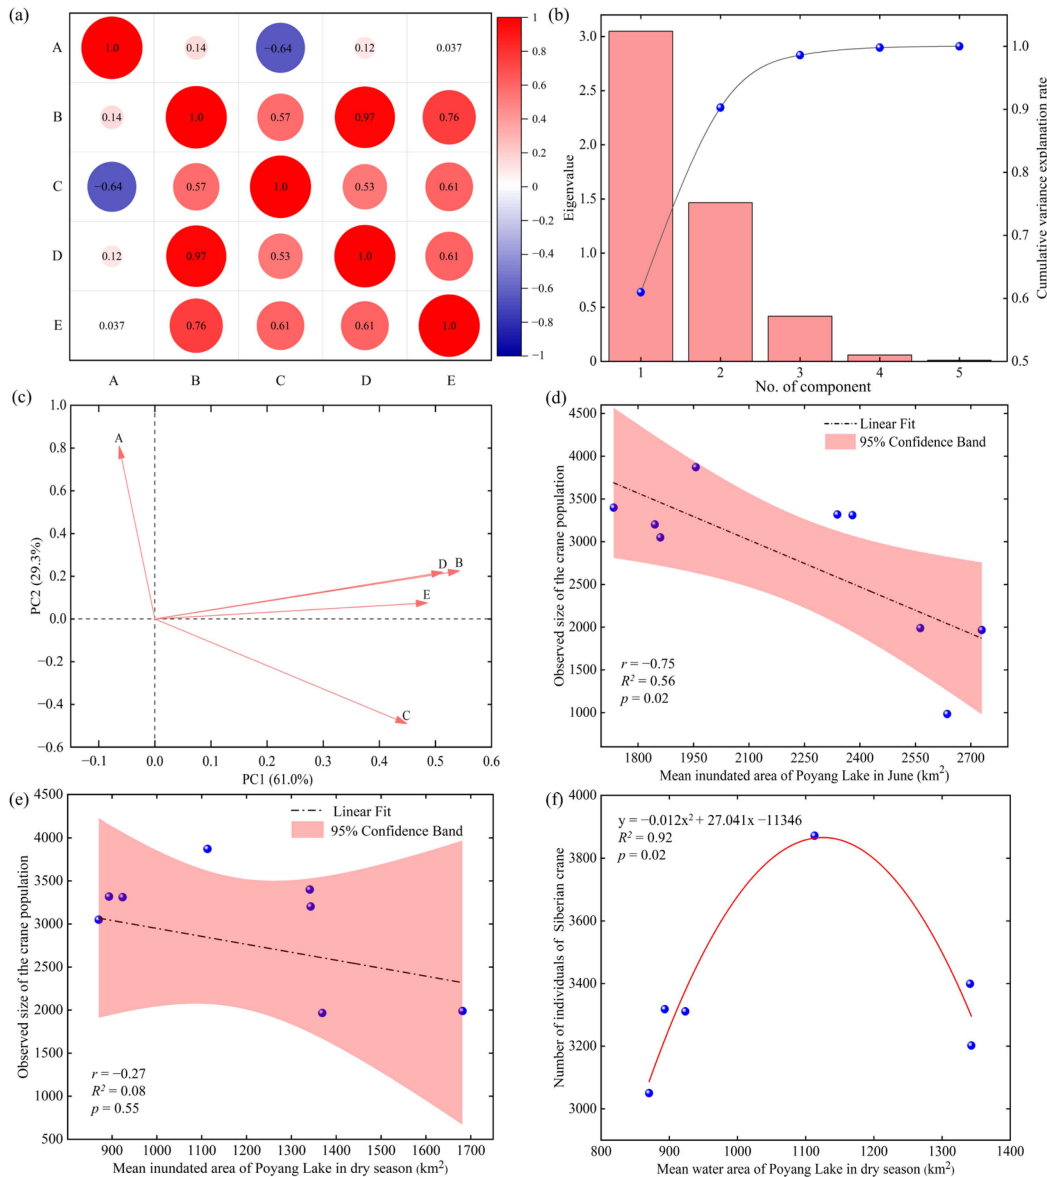 (a)
A
B
C
D
E
1.0 0.14 −0.64 0.12 0.037
0.14 1.0 0.57 0.97 0.76
−0.64 0.57 1.0 0.53 0.61
0.12 0.97 0.53 1.0 0.61
0.037 0.76 0.61 0.61 1.0
A B C D E
1
0.8
0.6
0.4
0.2
0
−0.2
−0.4
−0.6
−0.8
−1
(b)
Eigenvalue
3.0
2.5
2.0
1.5
1.0
0.5
0
1 2 3 4 5
No. of component
1.0
0.9
0.8
0.7
0.6
0.5
Cumulative variance explanation rate
(c)
PC2 (29.3%)
1.0
0.8
0.6
0.4
0.2
0.0
−0.2
−0.4
−0.6
A
D B
E
C
−0.1 0.0 0.1 0.2 0.3 0.4 0.5 0.6
PC1 (61.0%)
(d)
Observed size of the crane population
4500
4000
3500
3000
2500
2000
1500
1000
Linear Fit
95% Confidence Band
r = −0.75
R² = 0.56
p = 0.02
1800 1950 2100 2250 2400 2550 2700
Mean inundated area of Poyang Lake in June (km²)
(e)
Observed size of the crane population
4500
4000
3500
3000
2500
2000
1500
1000
500
Linear Fit
95% Confidence Band
r = −0.27
R² = 0.08
p = 0.55
900 1000 1100 1200 1300 1400 1500 1600 1700
Mean inundated area of Poyang Lake in dry season (km²)
(f)
Number of individuals of Siberian crane
4000
3800
3600
3400
3200
3000
y = −0.012x² + 27.041x −11346
R² = 0.92
p = 0.02
800 900 1000 1100 1200 1300 1400
Mean water area of Poyang Lake in dry season (km²)